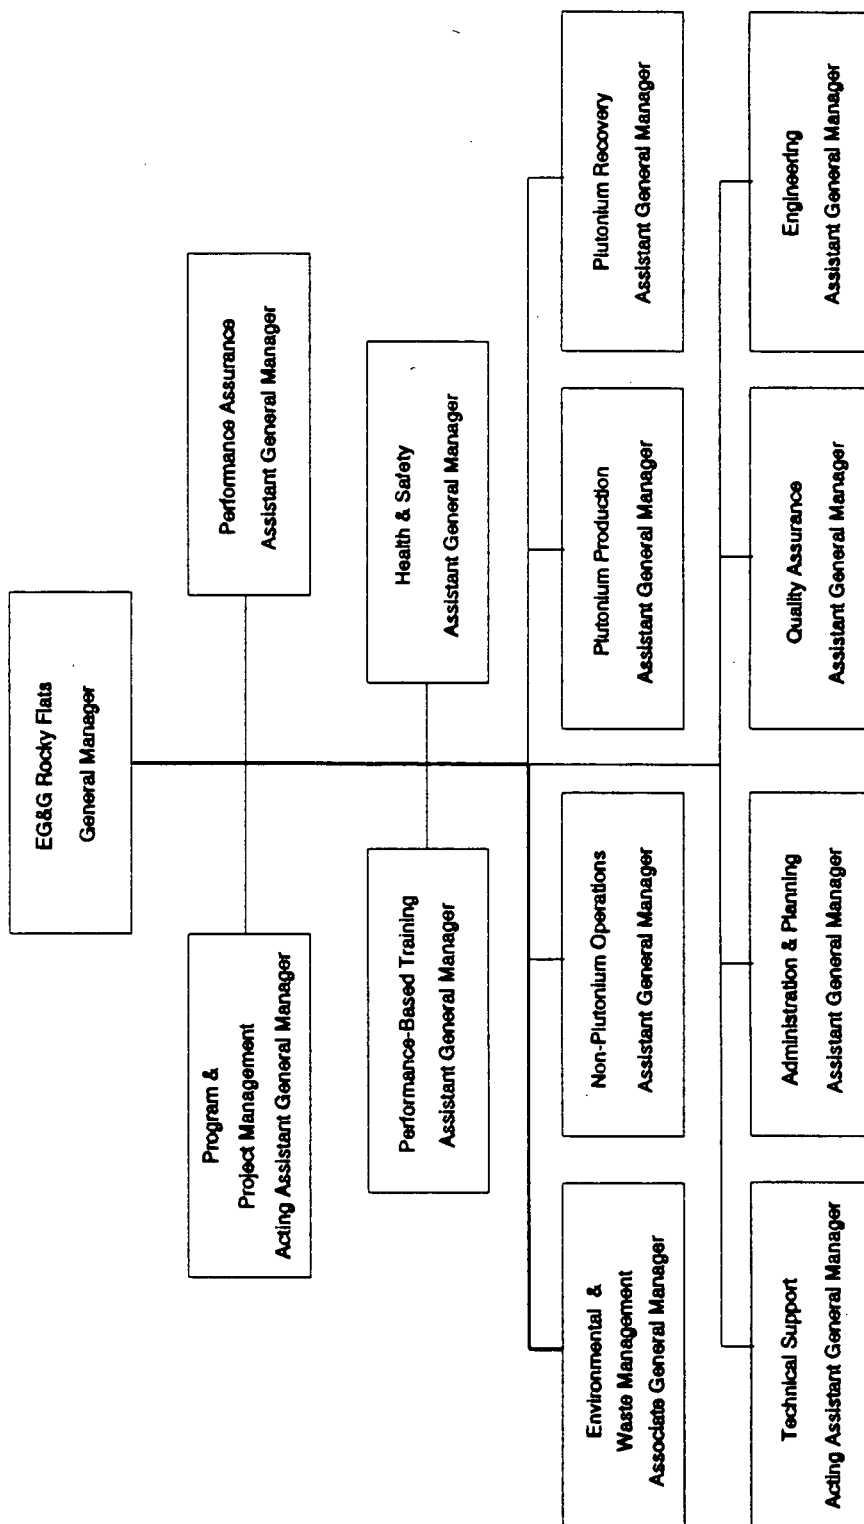 EG&G Rocky Flats
General Manager
Program &
Project Management
Acting Assistant General Manager
Performance Assurance
Assistant General Manager
Performance-Based Training
Assistant General Manager
Health & Safety
Assistant General Manager
Environmental &
Waste Management
Associate General Manager
Non-Plutonium Operations
Assistant General Manager
Plutonium Production
Assistant General Manager
Plutonium Recovery
Assistant General Manager
Technical Support
Acting Assistant General Manager
Administration & Planning
Assistant General Manager
Quality Assurance
Assistant General Manager
Engineering
Assistant General Manager